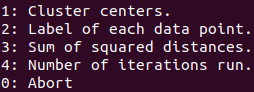 1: Cluster centers.
2: Label of each data point.
3: Sum of squared distances.
4: Number of iterations run.
0: Abort